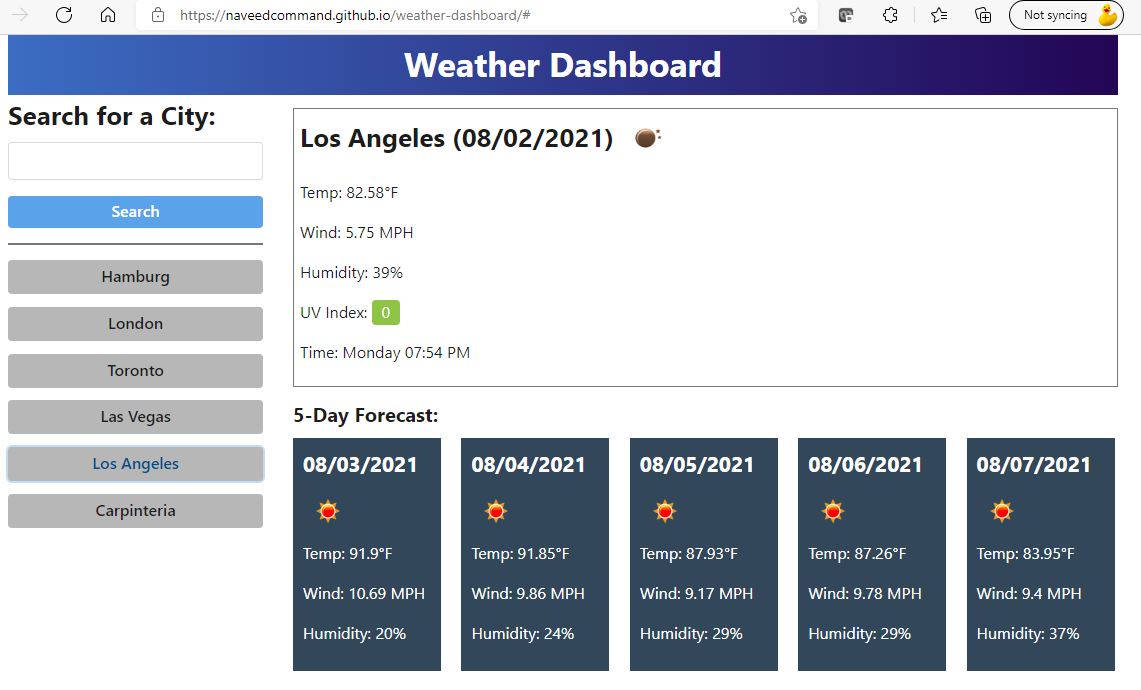 https://naveedcommand.github.io/weather-dashboard/#
Not syncing
Weather Dashboard
Search for a City:
Search
Hamburg
London
Toronto
Las Vegas
Los Angeles
Carpinteria
Los Angeles (08/02/2021)
Temp: 82.58°F
Wind: 5.75 MPH
Humidity: 39%
UV Index: 0
Time: Monday 07:54 PM
5-Day Forecast:
08/03/2021
Temp: 91.9°F
Wind: 10.69 MPH
Humidity: 20%
08/04/2021
Temp: 91.85°F
Wind: 9.86 MPH
Humidity: 24%
08/05/2021
Temp: 87.93°F
Wind: 9.17 MPH
Humidity: 29%
08/06/2021
Temp: 87.26°F
Wind: 9.78 MPH
Humidity: 29%
08/07/2021
Temp: 83.95°F
Wind: 9.4 MPH
Humidity: 37%